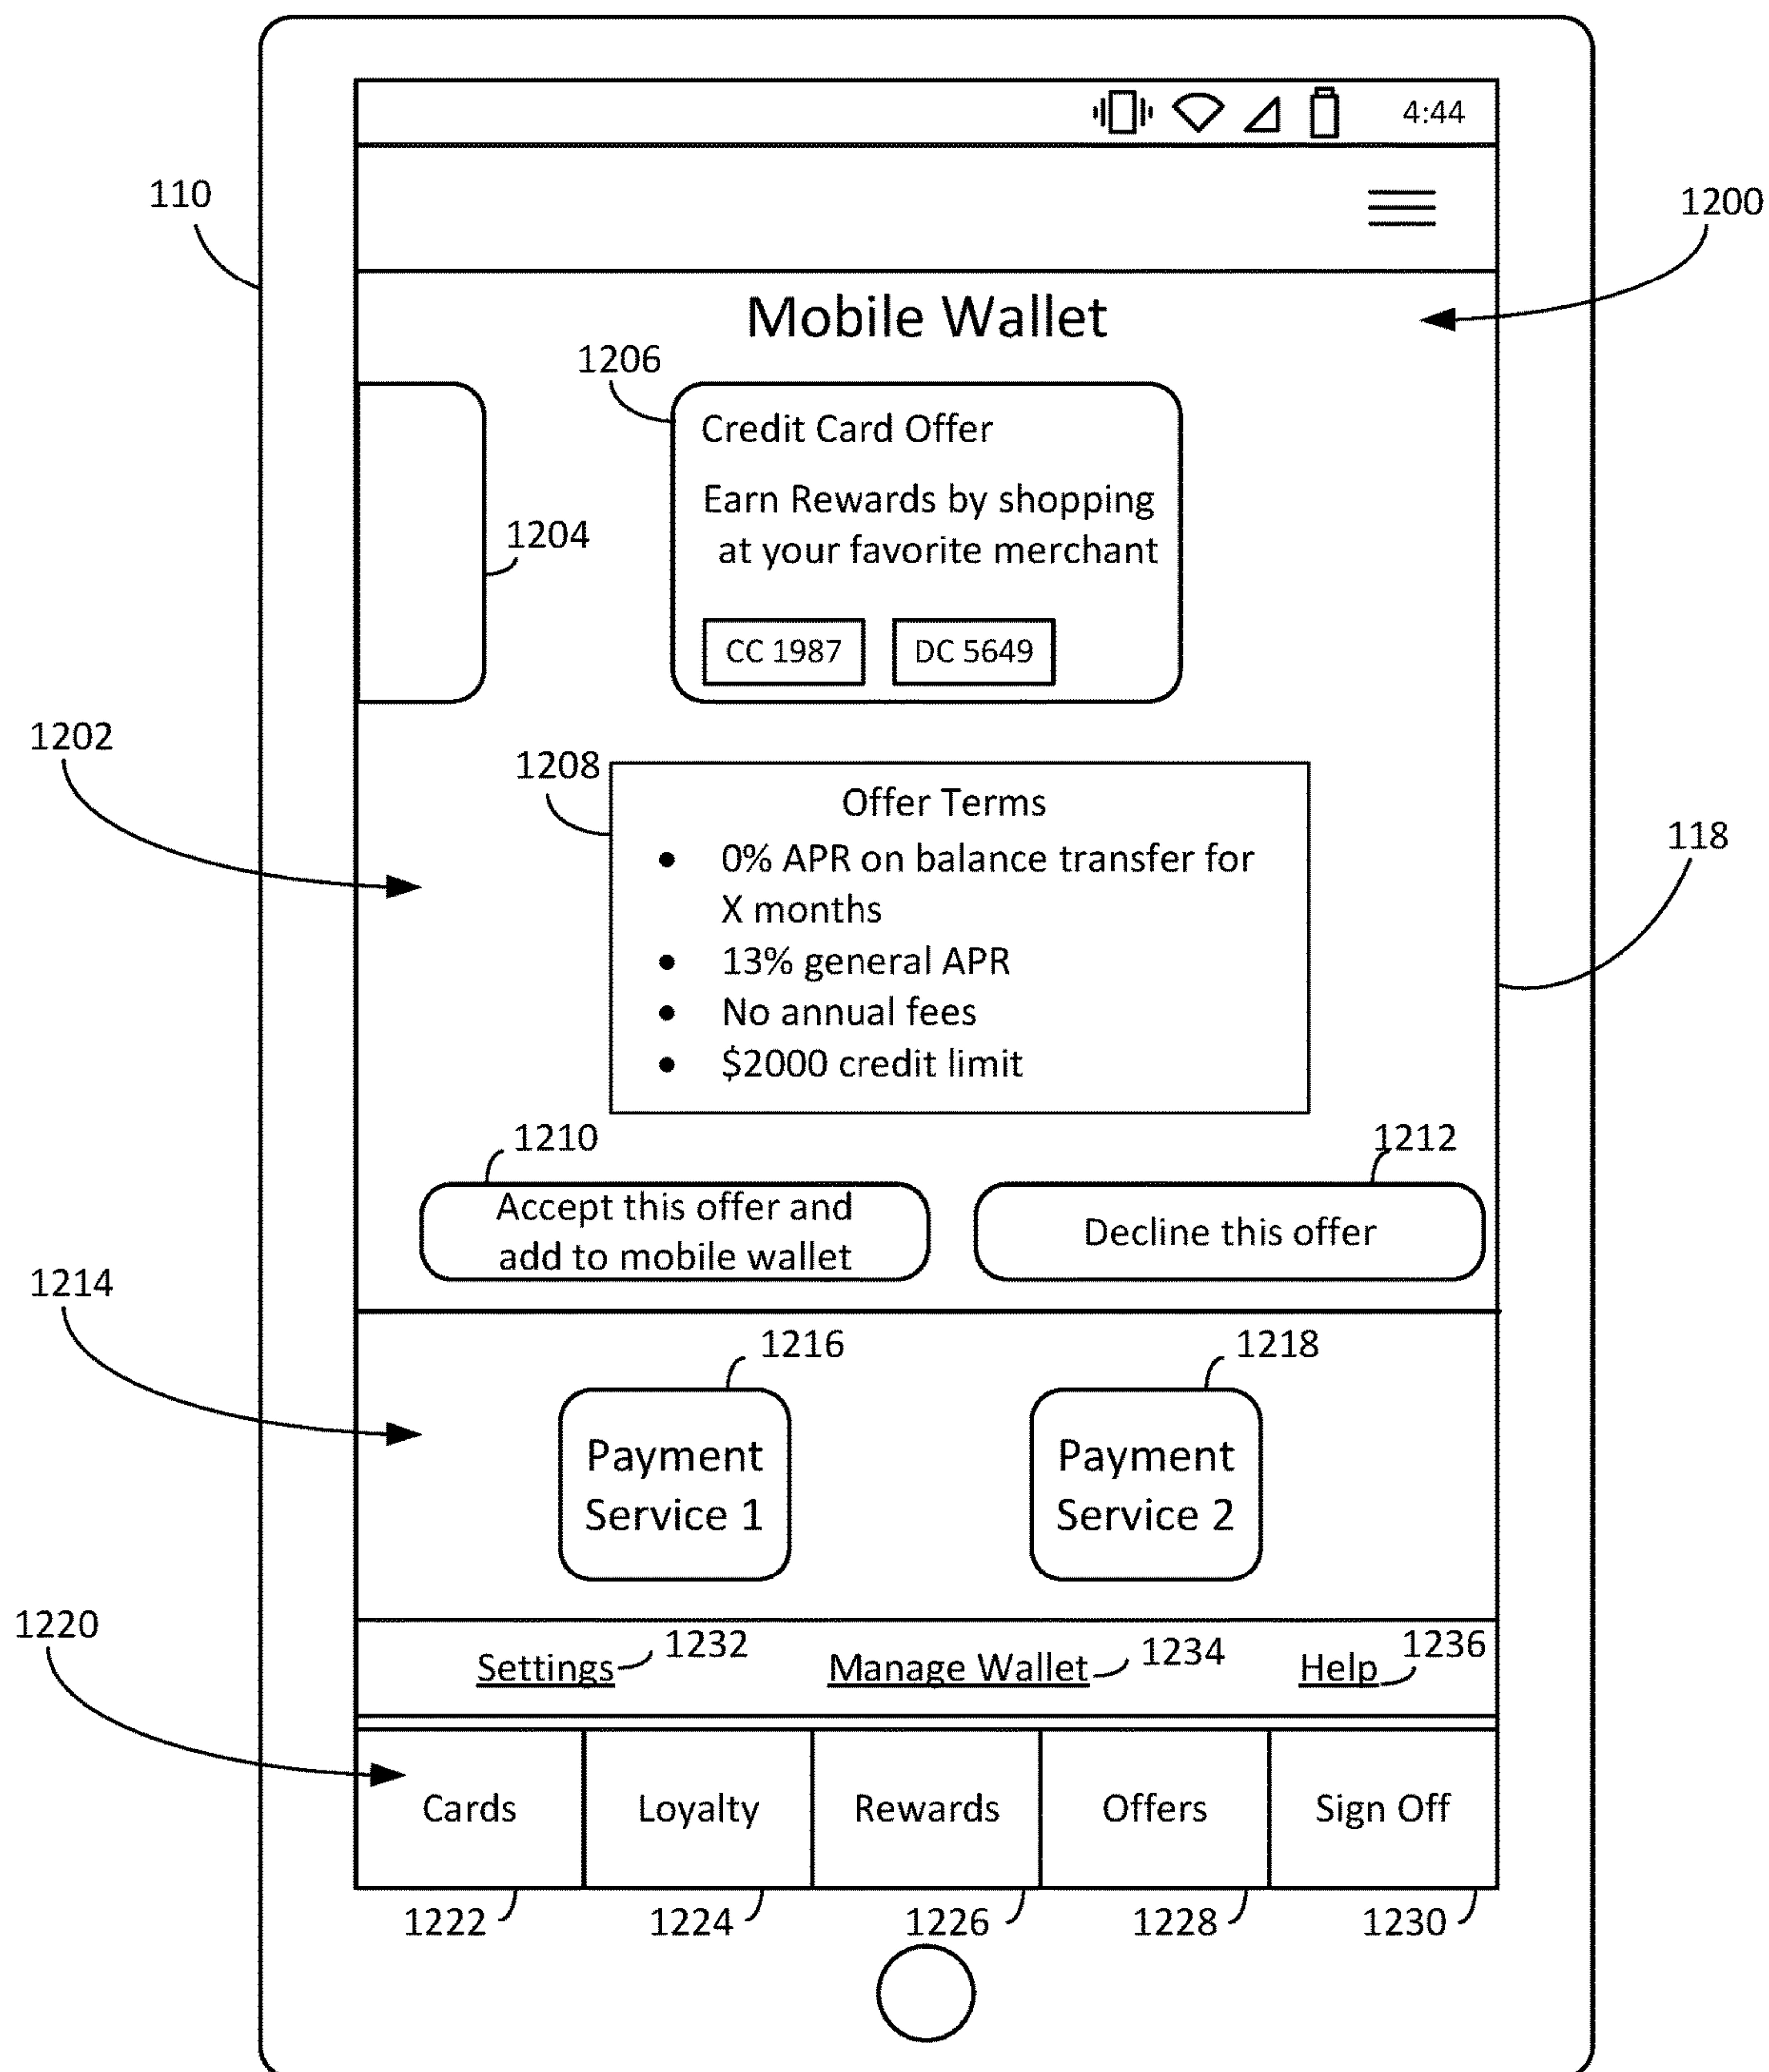 4:44
110
1200
Mobile Wallet
1206
Credit Card Offer
Earn Rewards by shopping
at your favorite merchant
1204
CC 1987 DC 5649
1202
1208
Offer Terms
• 0% APR on balance transfer for
X months
• 13% general APR
• No annual fees
• $2000 credit limit
118
1210 1212
Accept this offer and
add to mobile wallet
Decline this offer
1214
1216 1218
Payment
Service 1
Payment
Service 2
1220
Settings 1232 Manage Wallet 1234 Help 1236
Cards Loyalty Rewards Offers Sign Off
1222 1224 1226 1228 1230